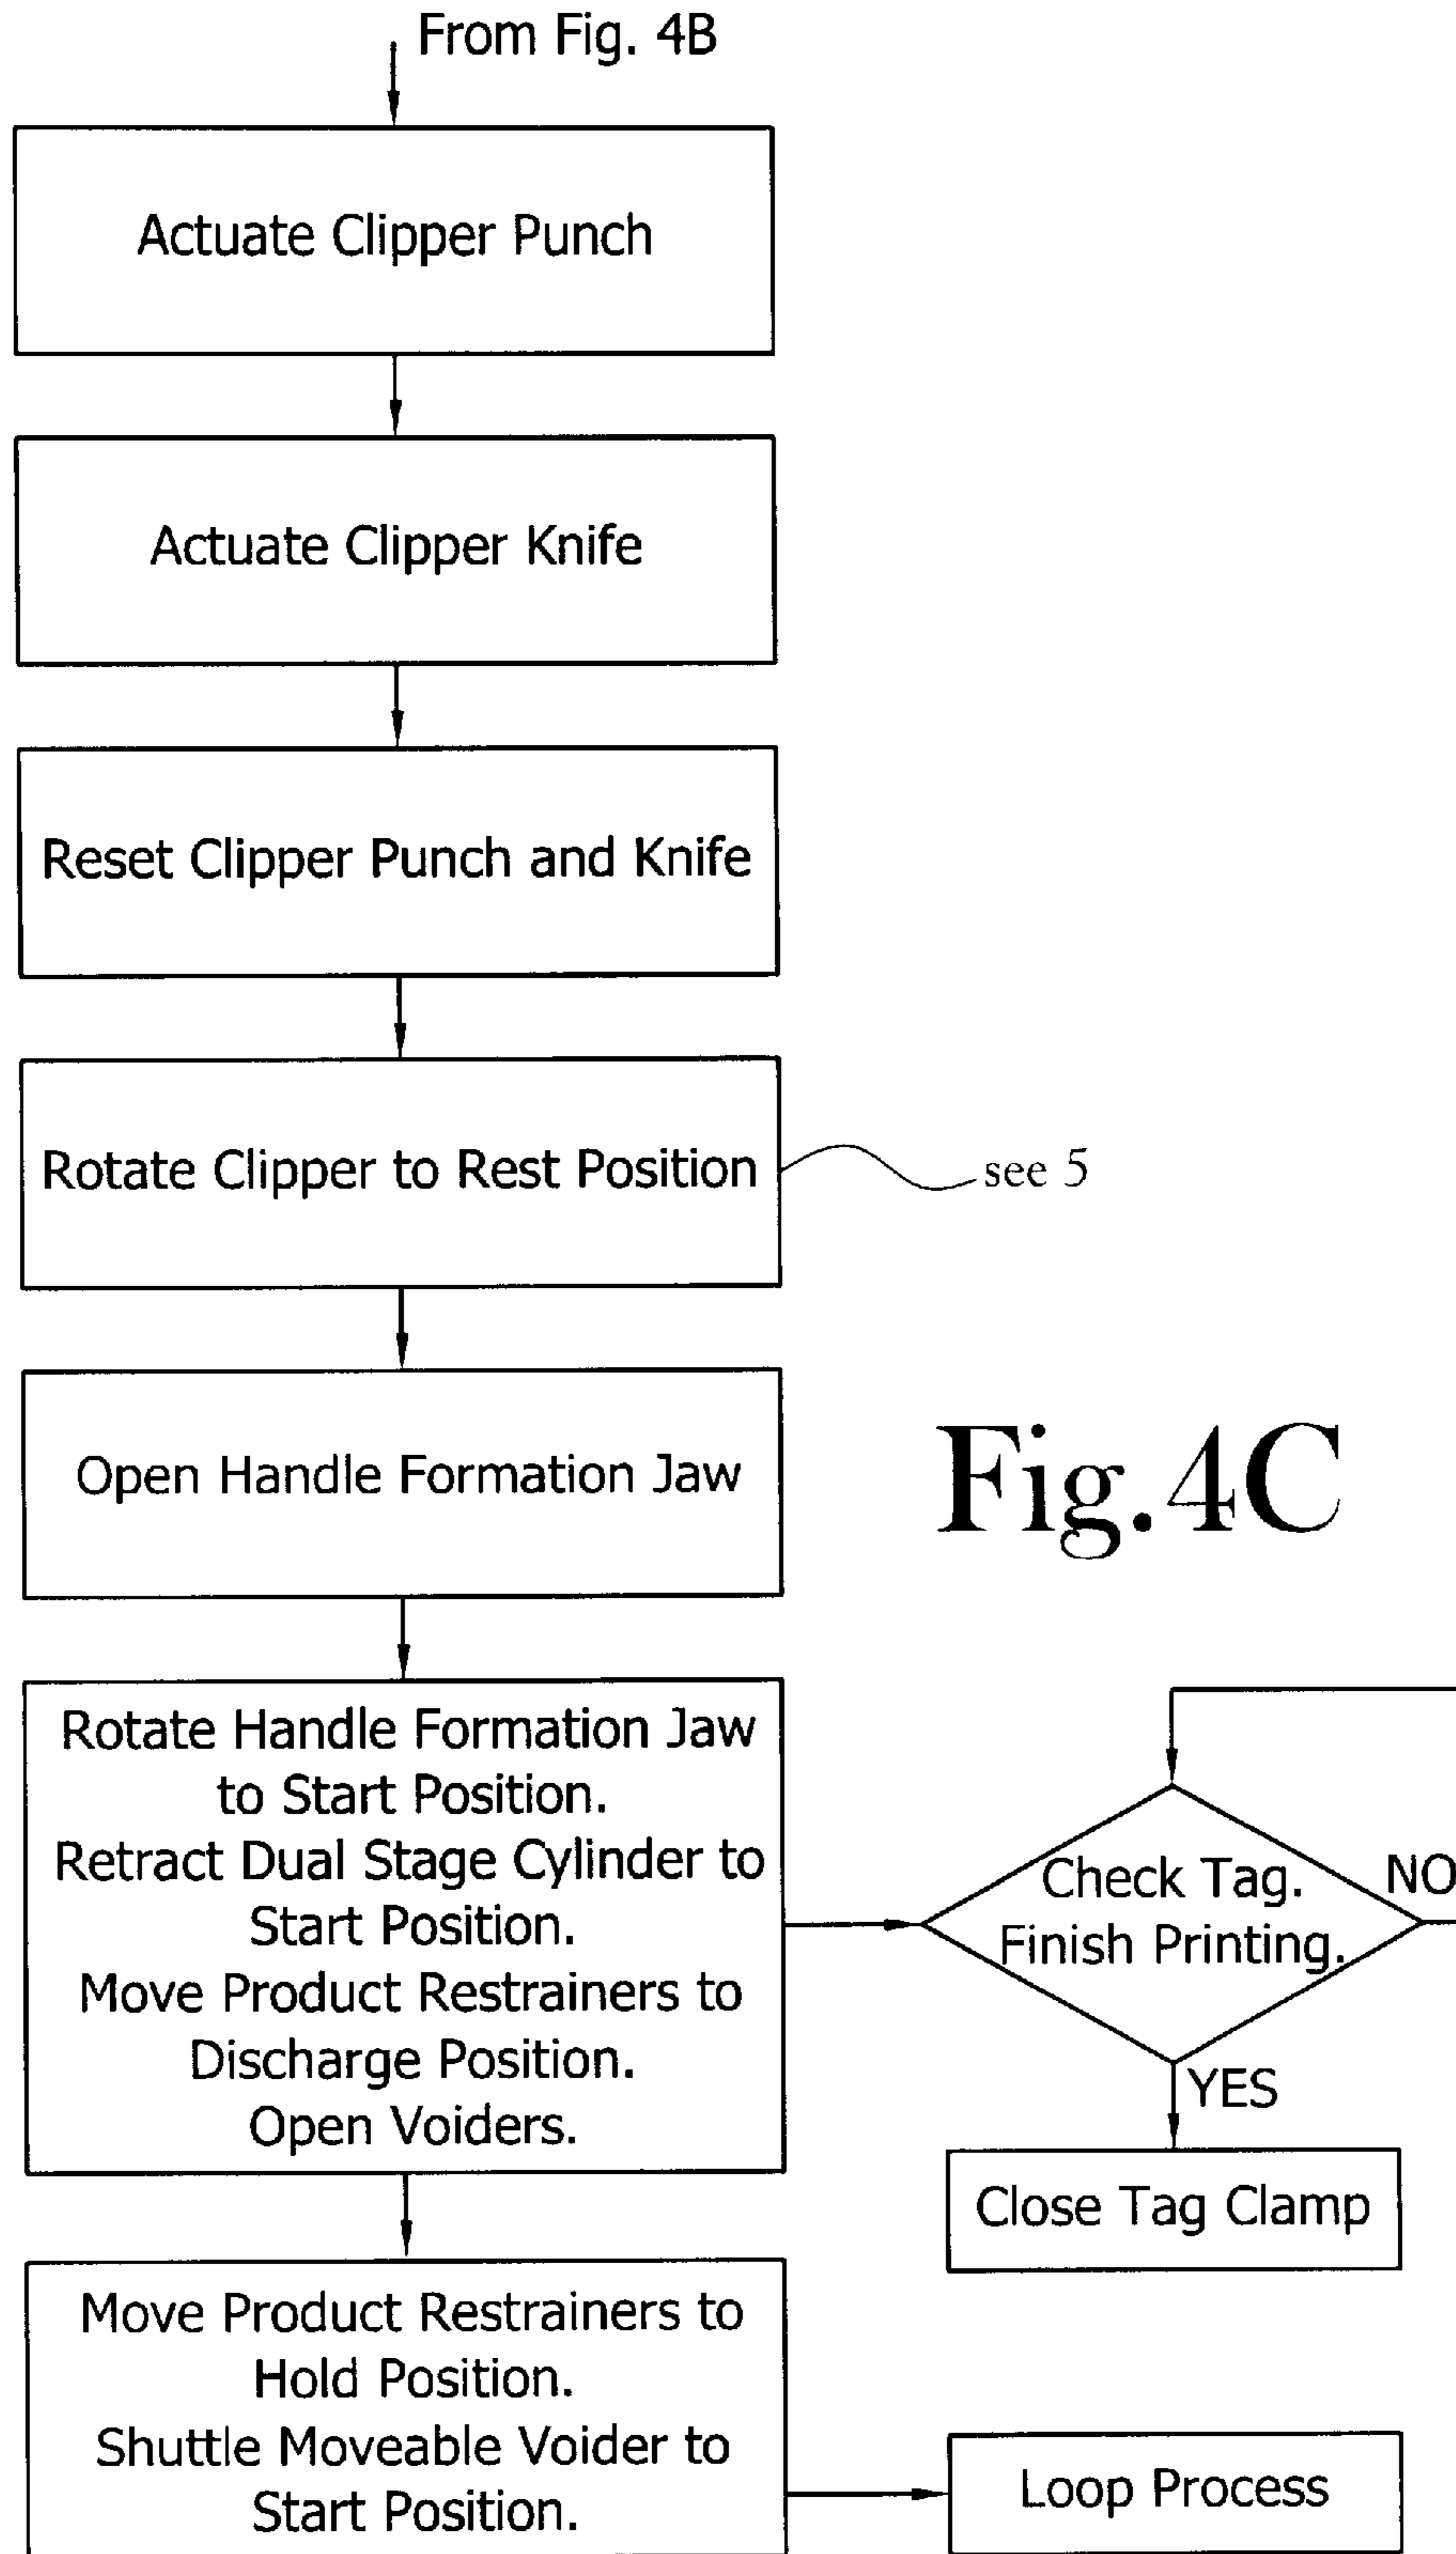 From Fig. 4B
Actuate Clipper Punch
Actuate Clipper Knife
Reset Clipper Punch and Knife
Rotate Clipper to Rest Position
see 5
Open Handle Formation Jaw
Fig.4C
Rotate Handle Formation Jaw
to Start Position.
Retract Dual Stage Cylinder to
Start Position.
Move Product Restrainers to
Discharge Position.
Open Voiders.
Check Tag.
Finish Printing.
NO
YES
Close Tag Clamp
Move Product Restrainers to
Hold Position.
Shuttle Moveable Voider to
Start Position.
Loop Process